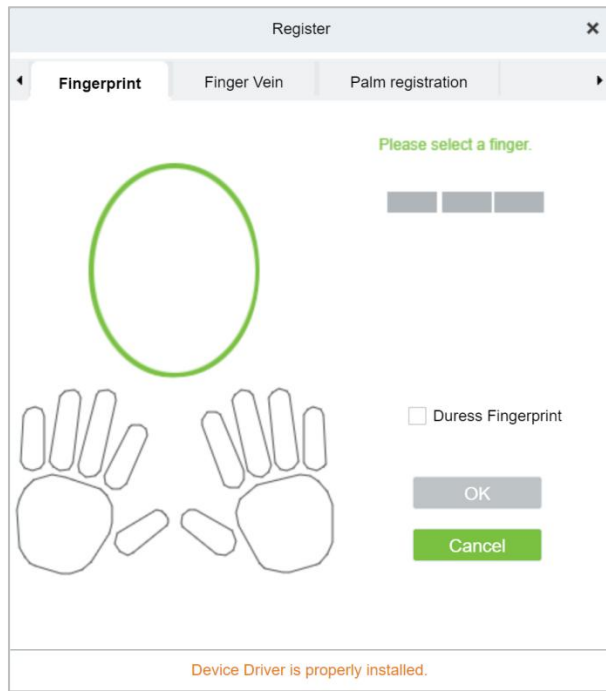 Register
Fingerprint
Finger Vein
Palm registration
Please select a finger.
Duress Fingerprint
OK
Cancel
Device Driver is properly installed.